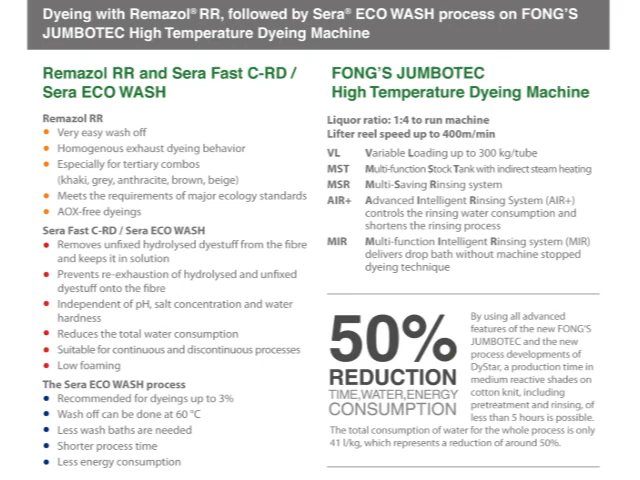 Dyeing with Remazol® RR, followed by Sera® ECO WASH process on FONG'S
JUMBOTEC High Temperature Dyeing Machine
Remazol RR and Sera Fast C-RD /
Sera ECO WASH
Remazol RR
• Very easy wash off
• Homogenous exhaust dyeing behavior
• Especially for tertiary combos
(khaki, grey, anthracite, brown, beige)
• Meets the requirements of major ecology standards
• AOX-free dyeings
Sera Fast C-RD / Sera ECO WASH
• Removes unfixed hydrolysed dyestuff from the fibre
and keeps it in solution
• Prevents re-exhaustion of hydrolysed and unfixed
dyestuff onto the fibre
• Independent of pH, salt concentration and water
hardness
• Reduces the total water consumption
• Suitable for continuous and discontinuous processes
• Low foaming
The Sera ECO WASH process
• Recommended for dyeings up to 3%
• Wash off can be done at 60 °C
• Less wash baths are needed
• Shorter process time
• Less energy consumption
FONG'S JUMBOTEC
High Temperature Dyeing Machine
Liquor ratio: 1:4 to run machine
Lifter reel speed up to 400m/min
VL Variable Loading up to 300 kg/tube
MST Multi-function Stock Tank with indirect steam heating
MSR Multi-Saving Rinsing system
AIR+ Advanced Intelligent Rinsing System (AIR+)
controls the rinsing water consumption and
shortens the rinsing process
MIR Multi-function Intelligent Rinsing system (MIR)
delivers drop bath without machine stopped
dyeing technique
50%
REDUCTION
TIME,WATER,ENERGY
CONSUMPTION
By using all advanced
features of the new FONG'S
JUMBOTEC and the new
process developments of
DyStar, a production time in
medium reactive shades on
cotton knit, including
pretreatment and rinsing, of
less than 5 hours is possible.
The total consumption of water for the whole process is only
41 l/kg, which represents a reduction of around 50%.